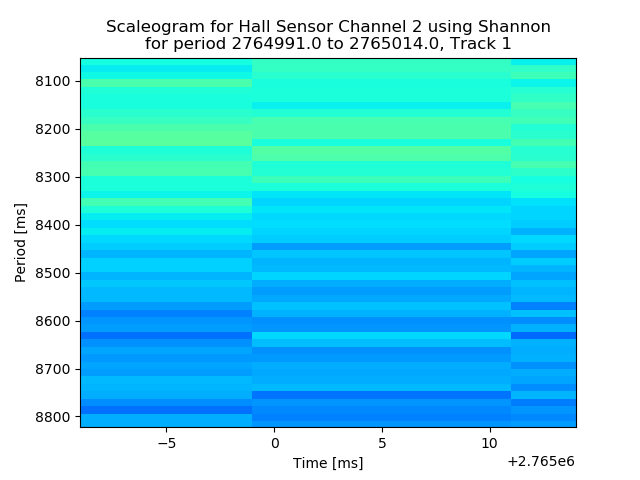 Scaleogram for Hall Sensor Channel 2 using Shannon
for period 2764991.0 to 2765014.0, Track 1
8100
8200
8300
8400
8500
8600
8700
8800
Period [ms]
−5
0
5
10
Time [ms]
+2.765e6